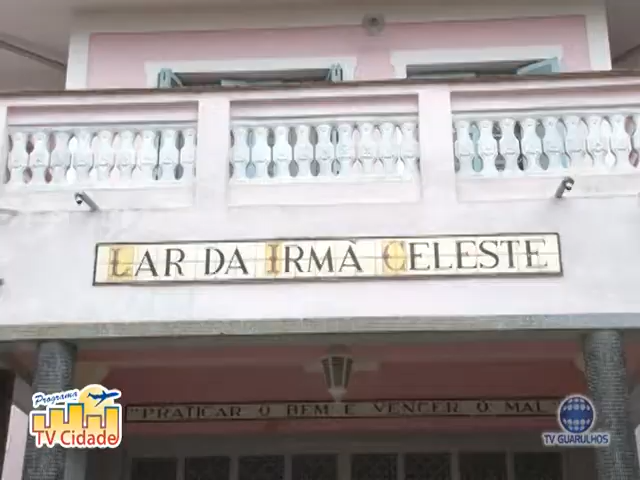 LAR DA IRMÃ CELESTE
"PRATICAR O BEM E VENCER O MAL
Programa
TV Cidade
TV GUARULHOS